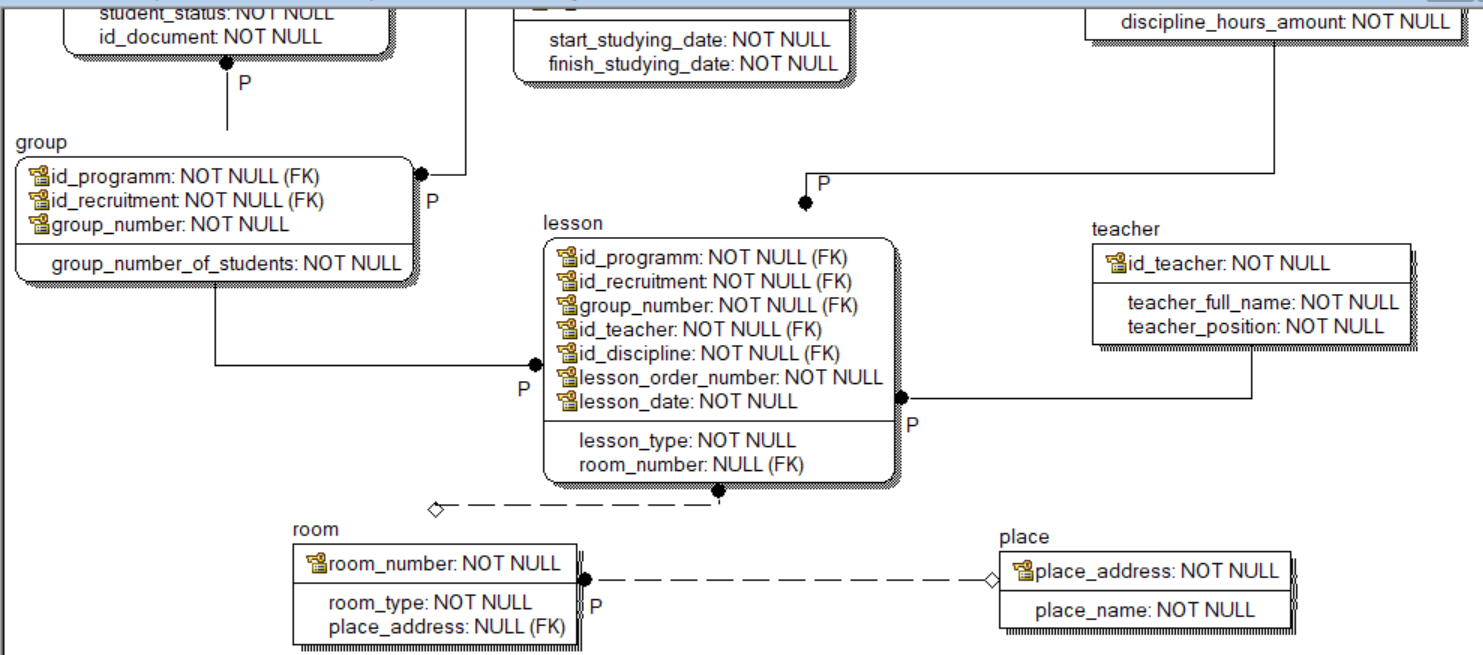 student_status: NOT NULL
id_document: NOT NULL
P
start_studying_date: NOT NULL
finish_studying_date: NOT NULL
discipline_hours_amount: NOT NULL
group
id_programm: NOT NULL (FK)
id_recruitment: NOT NULL (FK)
group_number: NOT NULL
group_number_of_students: NOT NULL
P
P
lesson
id_programm: NOT NULL (FK)
id_recruitment: NOT NULL (FK)
group_number: NOT NULL (FK)
id_teacher: NOT NULL (FK)
id_discipline: NOT NULL (FK)
lesson_order_number: NOT NULL
lesson_date: NOT NULL
lesson_type: NOT NULL
room_number: NULL (FK)
P
P
teacher
id_teacher: NOT NULL
teacher_full_name: NOT NULL
teacher_position: NOT NULL
room
room_number: NOT NULL
room_type: NOT NULL
place_address: NULL (FK)
P
place
place_address: NOT NULL
place_name: NOT NULL